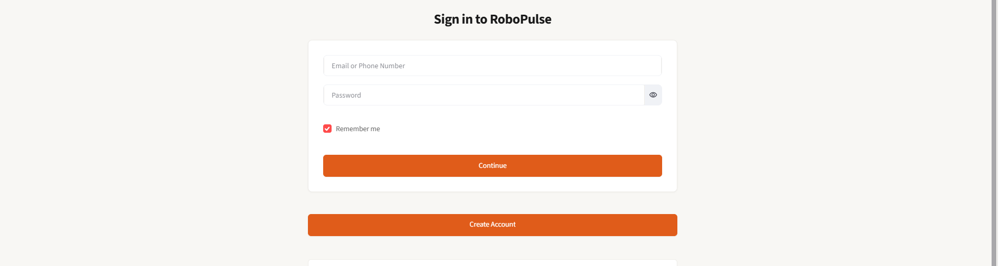 Sign in to RoboPulse
Email or Phone Number
Password
Remember me
Continue
Create Account